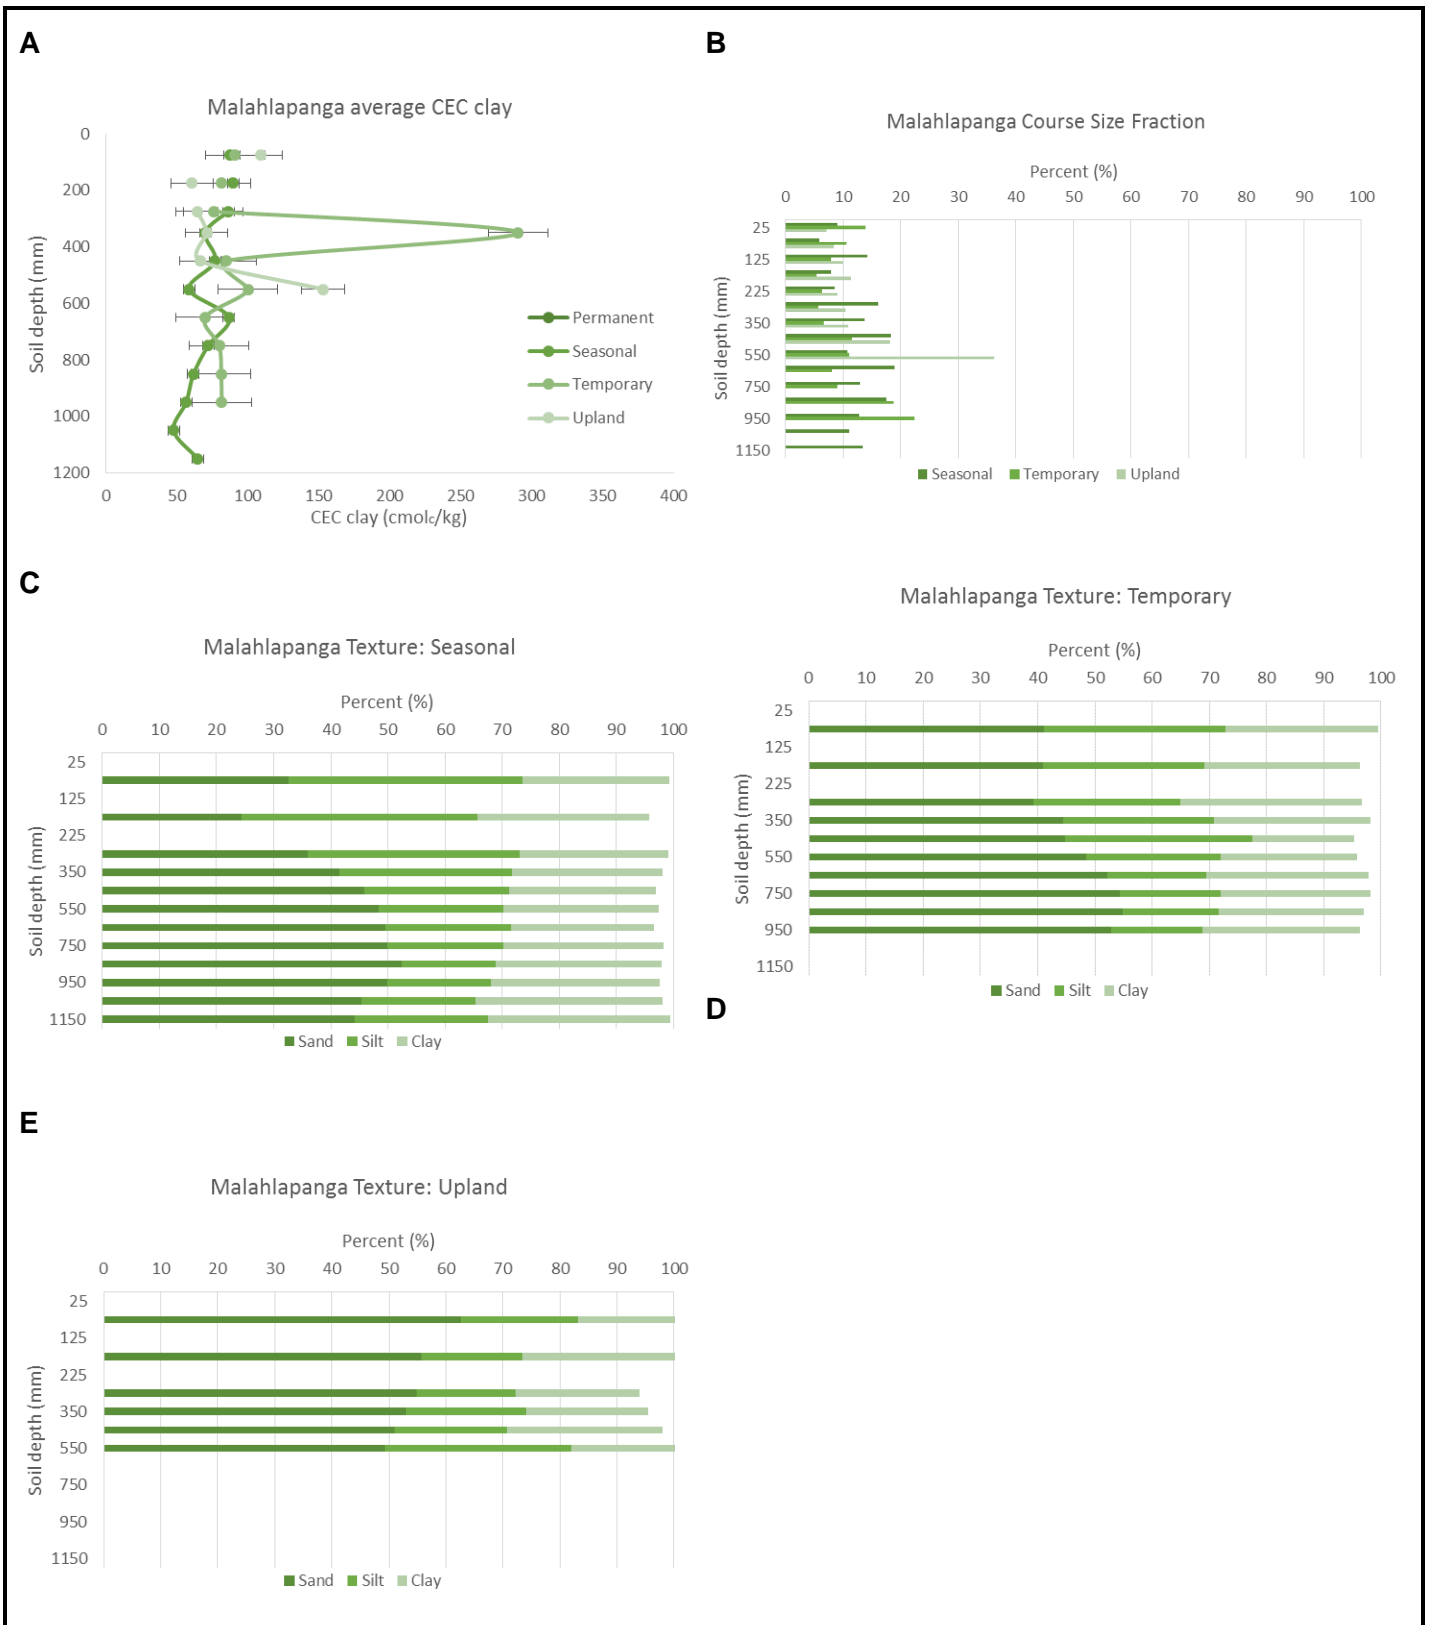 A
Malahlapanga average CEC clay
0
200
400
600
800
1000
1200
Soil depth (mm)
0 50 100 150 200 250 300 350 400
CEC clay (cmolc/kg)
Permanent
Seasonal
Temporary
Upland
B
Malahlapanga Course Size Fraction
Percent (%)
0 10 20 30 40 50 60 70 80 90 100
25
125
225
350
550
750
950
1150
Soil depth (mm)
Seasonal Temporary Upland
C
Malahlapanga Texture: Seasonal
Percent (%)
0 10 20 30 40 50 60 70 80 90 100
25
125
225
350
550
750
950
1150
Soil depth (mm)
Sand Silt Clay
Malahlapanga Texture: Temporary
Percent (%)
0 10 20 30 40 50 60 70 80 90 100
25
125
225
350
550
750
950
1150
Soil depth (mm)
Sand Silt Clay
D
E
Malahlapanga Texture: Upland
Percent (%)
0 10 20 30 40 50 60 70 80 90 100
25
125
225
350
550
750
950
1150
Soil depth (mm)
Sand Silt Clay